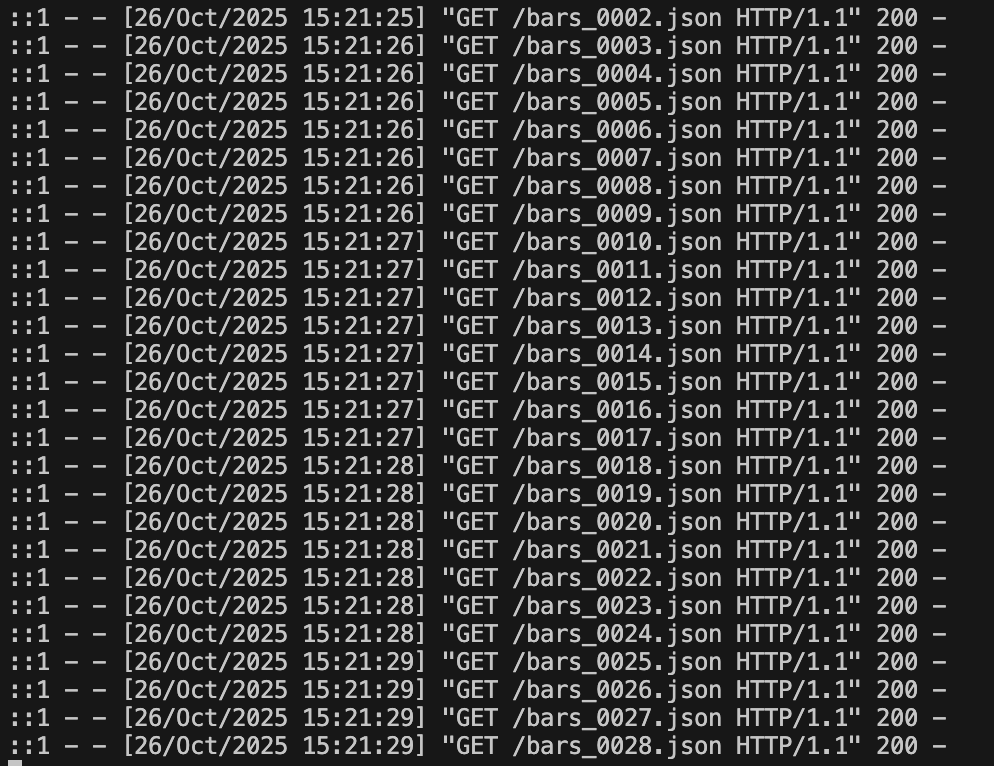 ::1 - - [26/Oct/2025 15:21:25] "GET /bars_0002.json HTTP/1.1" 200 -
::1 - - [26/Oct/2025 15:21:26] "GET /bars_0003.json HTTP/1.1" 200 -
::1 - - [26/Oct/2025 15:21:26] "GET /bars_0004.json HTTP/1.1" 200 -
::1 - - [26/Oct/2025 15:21:26] "GET /bars_0005.json HTTP/1.1" 200 -
::1 - - [26/Oct/2025 15:21:26] "GET /bars_0006.json HTTP/1.1" 200 -
::1 - - [26/Oct/2025 15:21:26] "GET /bars_0007.json HTTP/1.1" 200 -
::1 - - [26/Oct/2025 15:21:26] "GET /bars_0008.json HTTP/1.1" 200 -
::1 - - [26/Oct/2025 15:21:26] "GET /bars_0009.json HTTP/1.1" 200 -
::1 - - [26/Oct/2025 15:21:27] "GET /bars_0010.json HTTP/1.1" 200 -
::1 - - [26/Oct/2025 15:21:27] "GET /bars_0011.json HTTP/1.1" 200 -
::1 - - [26/Oct/2025 15:21:27] "GET /bars_0012.json HTTP/1.1" 200 -
::1 - - [26/Oct/2025 15:21:27] "GET /bars_0013.json HTTP/1.1" 200 -
::1 - - [26/Oct/2025 15:21:27] "GET /bars_0014.json HTTP/1.1" 200 -
::1 - - [26/Oct/2025 15:21:27] "GET /bars_0015.json HTTP/1.1" 200 -
::1 - - [26/Oct/2025 15:21:27] "GET /bars_0016.json HTTP/1.1" 200 -
::1 - - [26/Oct/2025 15:21:27] "GET /bars_0017.json HTTP/1.1" 200 -
::1 - - [26/Oct/2025 15:21:28] "GET /bars_0018.json HTTP/1.1" 200 -
::1 - - [26/Oct/2025 15:21:28] "GET /bars_0019.json HTTP/1.1" 200 -
::1 - - [26/Oct/2025 15:21:28] "GET /bars_0020.json HTTP/1.1" 200 -
::1 - - [26/Oct/2025 15:21:28] "GET /bars_0021.json HTTP/1.1" 200 -
::1 - - [26/Oct/2025 15:21:28] "GET /bars_0022.json HTTP/1.1" 200 -
::1 - - [26/Oct/2025 15:21:28] "GET /bars_0023.json HTTP/1.1" 200 -
::1 - - [26/Oct/2025 15:21:28] "GET /bars_0024.json HTTP/1.1" 200 -
::1 - - [26/Oct/2025 15:21:29] "GET /bars_0025.json HTTP/1.1" 200 -
::1 - - [26/Oct/2025 15:21:29] "GET /bars_0026.json HTTP/1.1" 200 -
::1 - - [26/Oct/2025 15:21:29] "GET /bars_0027.json HTTP/1.1" 200 -
::1 - - [26/Oct/2025 15:21:29] "GET /bars_0028.json HTTP/1.1" 200 -